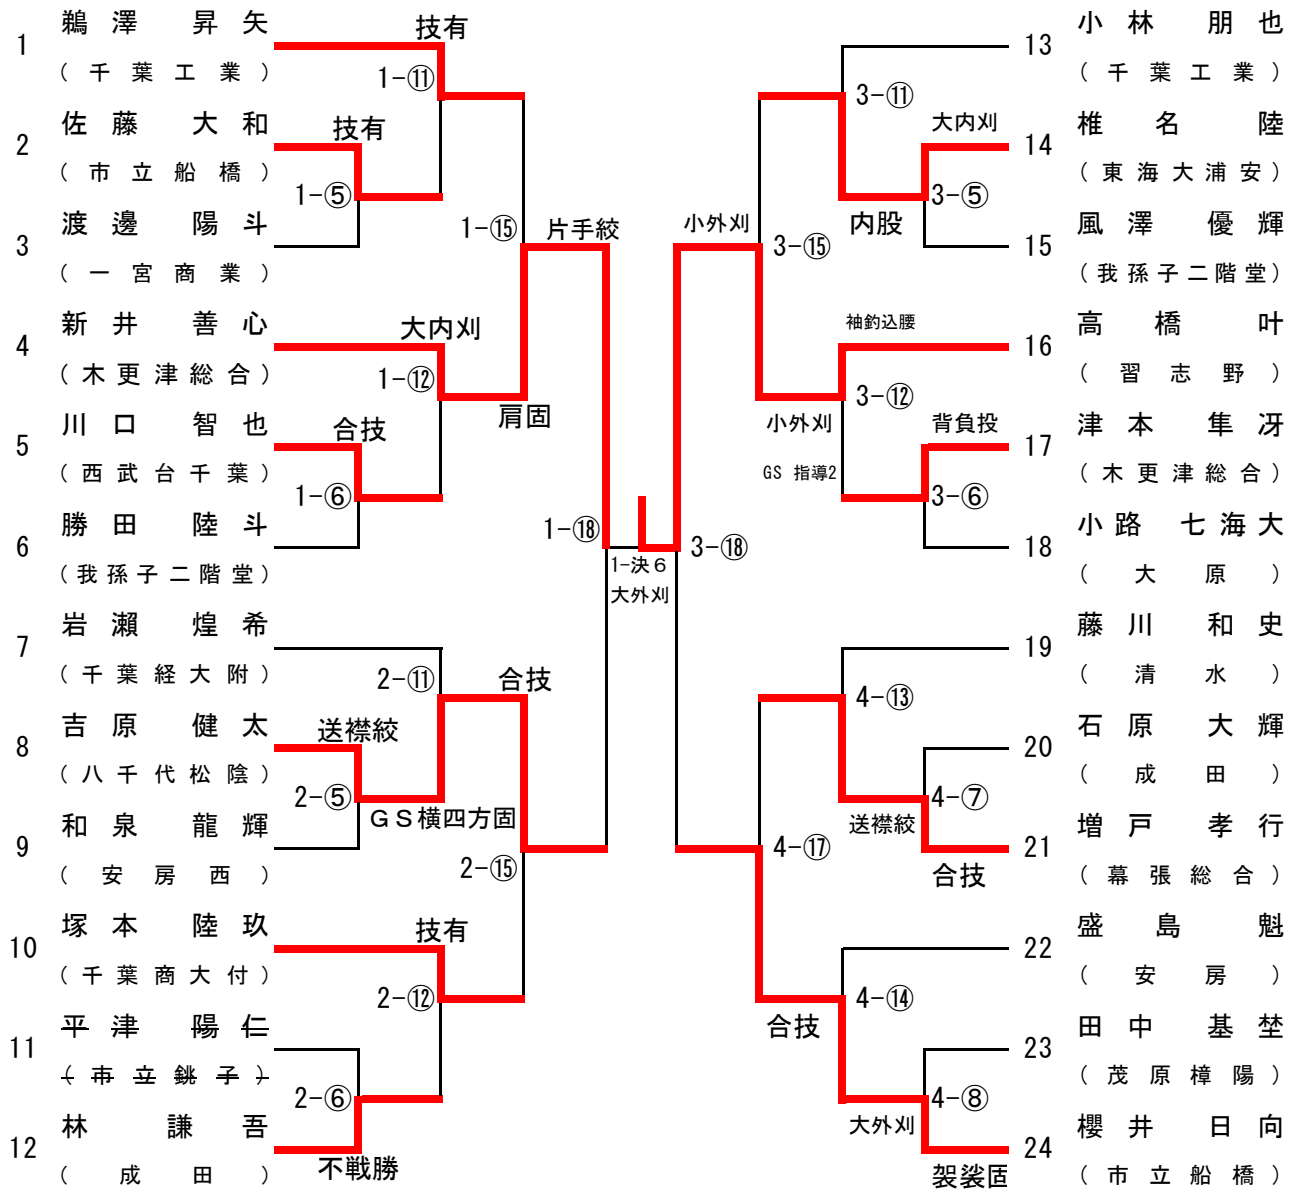 1 鵜澤 昇矢
(千葉工業)
2 佐藤 大和
(市立船橋)
3 渡邊 陽斗
(一宮商業)
4 新井 善心
(木更津総合)
5 川口 智也
(西武台千葉)
6 勝田 陸斗
(我孫子二階堂)
7 岩瀨 煌希
(千葉経大附)
8 吉原 健太
(八千代松陰)
9 和泉 龍輝
(安房西)
10 塚本 陸玖
(千葉商大付)
11 平津 陽仁
(市立銚子)
12 林 謙吾
(成田)
技有
1-⑪
技有
1-⑤
1-⑮
片手絞
大内刈
1-⑫
肩固
合技
1-⑥
1-⑱
2-⑪
合技
送襟絞
2-⑤
GS横四方固
2-⑮
技有
2-⑫
2-⑥
不戦勝
1-決6
大外刈
小外刈
3-⑪
大内刈
3-⑤
内股
3-⑮
袖釣込腰
3-⑫
小外刈
GS 指導2
背負投
3-⑥
3-⑱
4-⑬
4-⑦
送襟絞
合技
4-⑰
4-⑭
合技
4-⑧
大外刈
袈裟固
13 小林 朋也
(千葉工業)
14 椎名 陸
(東海大浦安)
15 風澤 優輝
(我孫子二階堂)
16 高橋 叶
(習志野)
17 津本 隼冴
(木更津総合)
18 小路 七海大
(大原)
19 藤川 和史
(清水)
20 石原 大輝
(成田)
21 増戸 孝行
(幕張総合)
22 盛島 魁
(安房)
23 田中 基埜
(茂原樟陽)
24 櫻井 日向
(市立船橋)